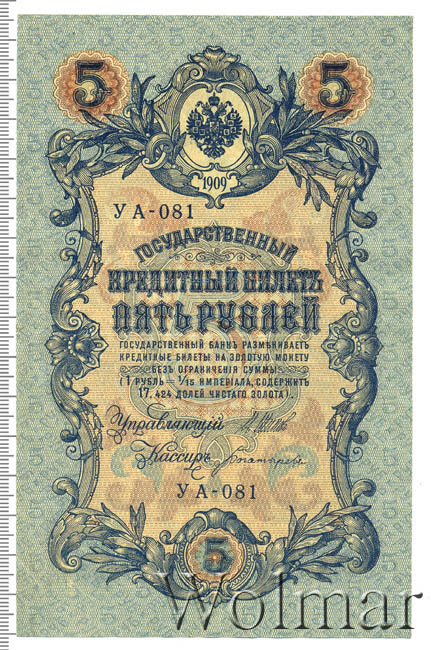 5 5
1909
УА-081
ГОСУДАРСТВЕННЫЙ
КРЕДИТНЫЙ БИЛЕТЪ
ПЯТЬ РУБЛЕЙ
ГОСУДАРСТВЕННЫЙ БАНКЪ РАЗМѢНИВАЕТЪ
КРЕДИТНЫЕ БИЛЕТЫ НА ЗОЛОТУЮ МОНЕТУ
БЕЗЪ ОГРАНИЧЕНІЯ СУММЫ
(1 РУБЛЬ = 1/15 ИМПЕРІАЛА, СОДЕРЖИТЪ
17,424 ДОЛЕЙ ЧИСТАГО ЗОЛОТА).
Управляющій
Кассиръ
УА-081
5
Wolmar